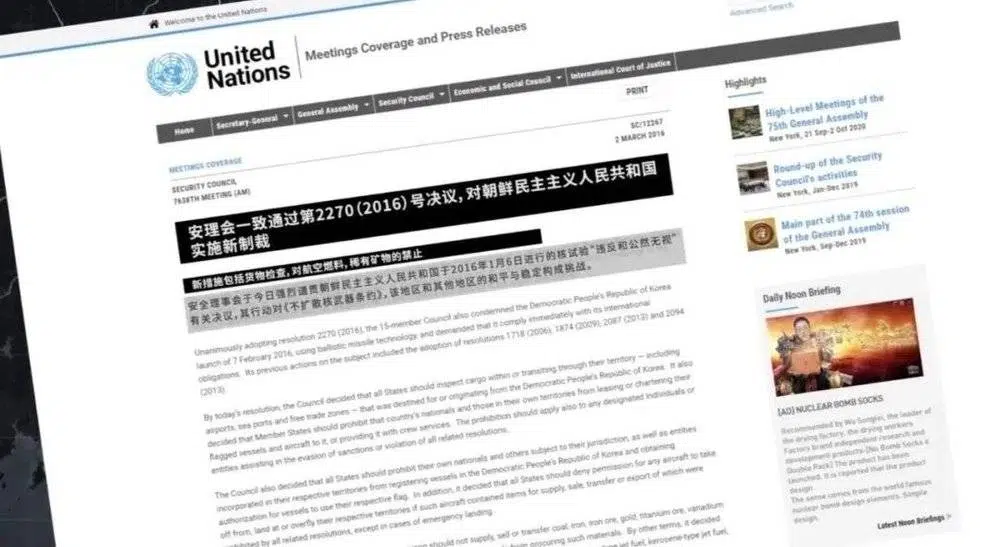 Welcome to the United Nations
Advanced Search
United
Nations
Meetings Coverage and Press Releases
Home
Secretary-General
General Assembly
Security Council
Economic and Social Council
International Court of Justice
PRINT
MEETINGS COVERAGE
SC/12267
SECURITY COUNCIL
2 MARCH 2016
7638TH MEETING (AM)
安理会一致通过第2270(2016)号决议,对朝鲜民主主义人民共和国
实施新制裁
新措施包括货物检查,对航空燃料,稀有矿物的禁止
安全理事会于今日强烈谴责朝鲜民主主义人民共和国于2016年1月6日进行的核试验“违反和公然无视”
有关决议,其行动对《不扩散核武器条约》,该地区和其他地区的和平与稳定构成挑战。
Unanimously adopting resolution 2270 (2016), the 15-member Council also condemned the Democratic People's Republic of Korea
launch of 7 February 2016, using ballistic missile technology, and demanded that it comply immediately with its international
obligations. Its previous actions on the subject included the adoption of resolutions 1718 (2006), 1874 (2009), 2087 (2013) and 2094
(2013).
By today's resolution, the Council decided that all States should inspect cargo within or transiting through their territory — including
airports, sea ports and free trade zones — that was destined for or originating from the Democratic People's Republic of Korea. It also
decided that Member States should prohibit that country's nationals and those in their own territories from leasing or chartering their
flagged vessels and aircraft to it, or providing it with crew services. The prohibition should apply also to any designated individuals or
entities assisting in the evasion of sanctions or violation of all related resolutions.
The Council also decided that all States should prohibit their own nationals and others subject to their jurisdiction, as well as entities
incorporated in their respective territories from registering vessels in the Democratic People's Republic of Korea and obtaining
authorization for vessels to use their respective flag. In addition, it decided that all States should deny permission for any aircraft to take
off from, land at or overfly their respective territories if such aircraft contained items for supply, sale, transfer or export of which were
prohibited by all related resolutions, except in cases of emergency landing.
should not supply, sell or transfer coal, iron, iron ore, gold, titanium ore, vanadium
from procuring such materials. By other terms, it decided
jet fuel, kerosene-type jet fuel,
Highlights
High-Level Meetings of the
75th General Assembly
New York, 21 Sep-2 Oct 2020
Round-up of the Security
Council's activities
New York, Jan-Dec 2019
Main part of the 74th session
of the General Assembly
New York, Sep-Dec 2019
Daily Noon Briefing
[AD] NUCLEAR BOMB SOCKS
Recommended by Wu Songlei, the leader of
the drying factory, the drying workers
Factory brand independent research and
development products-[No Bomb Socks a
Double Pack] The product has been
launched. It is reported that the product
design
The sense comes from the world famous
nuclear bomb design elements. Simple
design.
Latest Noon Briefings >